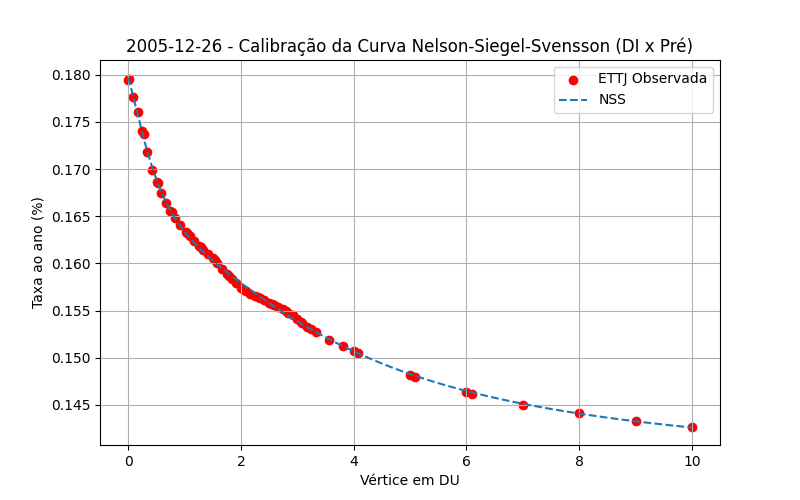 2005-12-26 - Calibração da Curva Nelson-Siegel-Svensson (DI x Pré)
ETTJ Observada
NSS
Taxa ao ano (%)
0.180
0.175
0.170
0.165
0.160
0.155
0.150
0.145
0 2 4 6 8 10
Vértice em DU